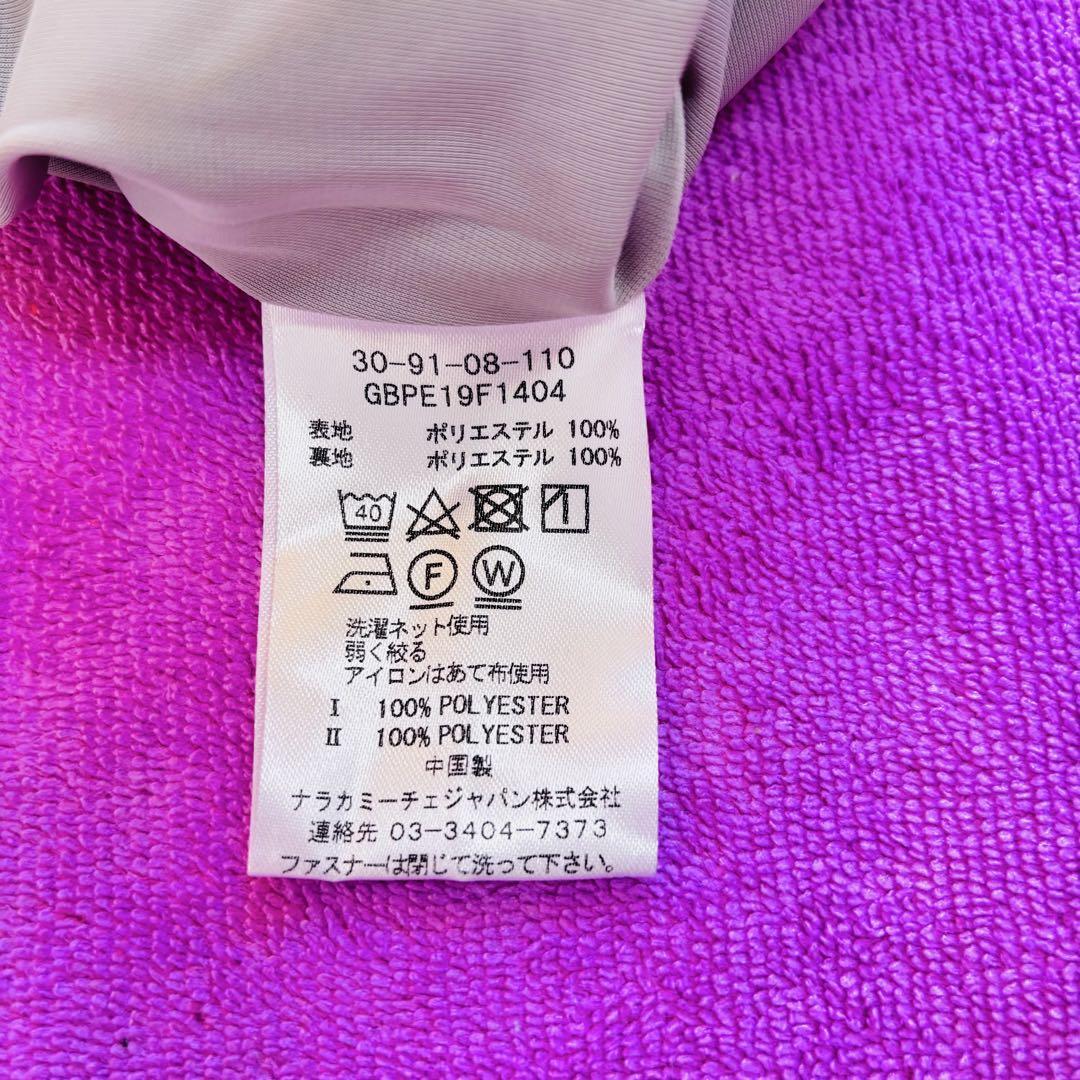 30-91-08-110
GBPE19F1404
表地 ポリエステル 100%
裏地 ポリエステル 100%
40
F W
洗濯ネット使用
弱く絞る
アイロンはあて布使用
I 100% POLYESTER
II 100% POLYESTER
中国製
ナラカミーチェジャパン株式会社
連絡先 03-3404-7373
ファスナーは閉じて洗って下さい。